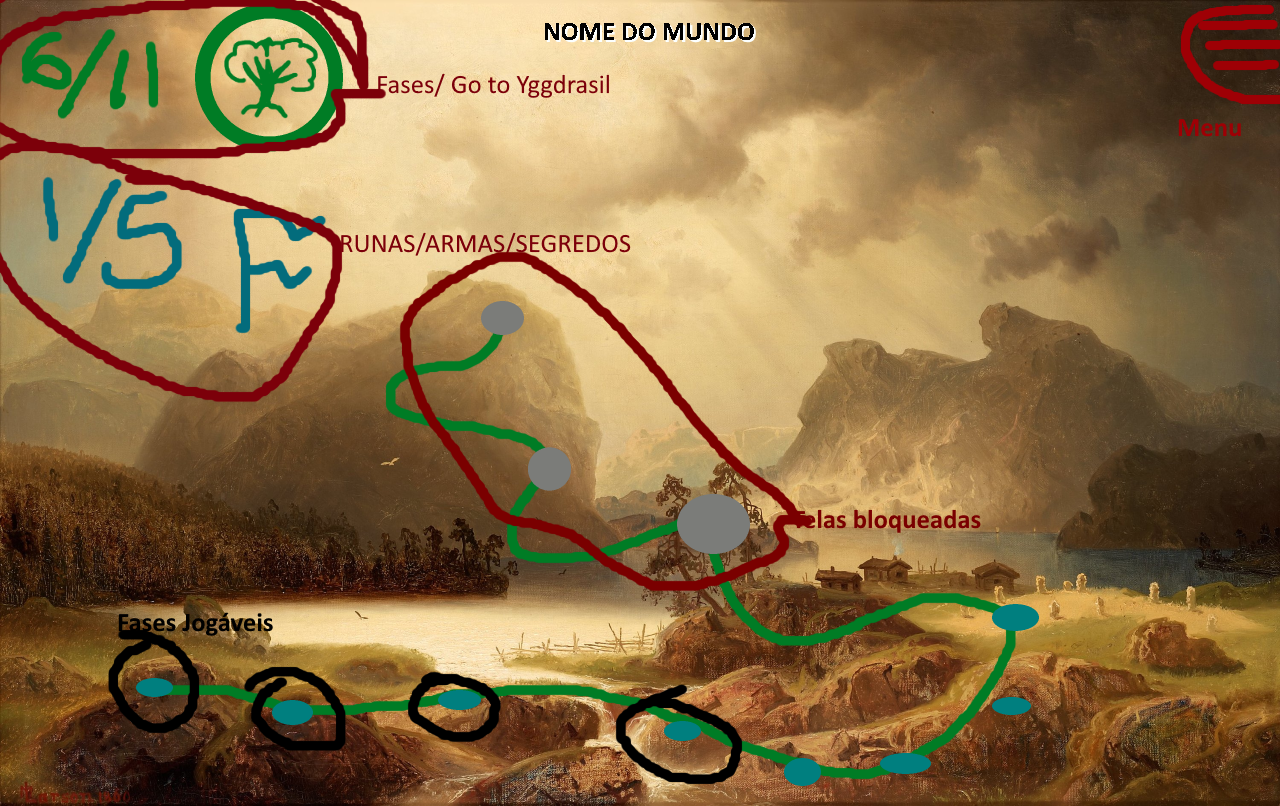 NOME DO MUNDO
6/11
Fases/ Go to Yggdrasil
Menu
1/5
RUNAS/ARMAS/SEGREDOS
Telas bloqueadas
Fases Jogáveis